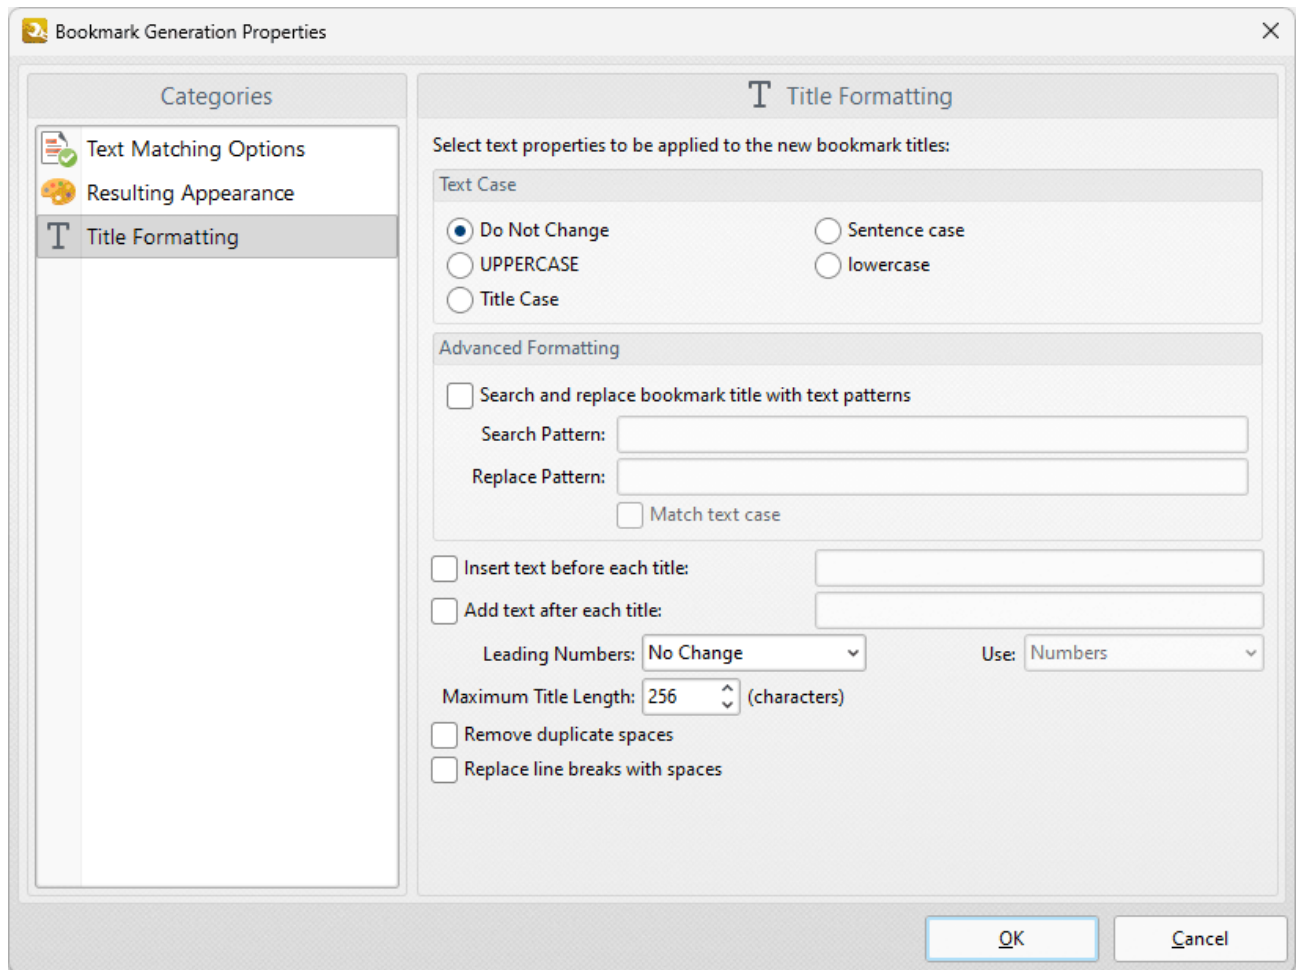 Bookmark Generation Properties
Categories
Text Matching Options
Resulting Appearance
Title Formatting
Title Formatting
Select text properties to be applied to the new bookmark titles:
Text Case
Do Not Change
Sentence case
UPPERCASE
lowercase
Title Case
Advanced Formatting
Search and replace bookmark title with text patterns
Search Pattern:
Replace Pattern:
Match text case
Insert text before each title:
Add text after each title:
Leading Numbers: No Change Use: Numbers
Maximum Title Length: 256 (characters)
Remove duplicate spaces
Replace line breaks with spaces
OK Cancel